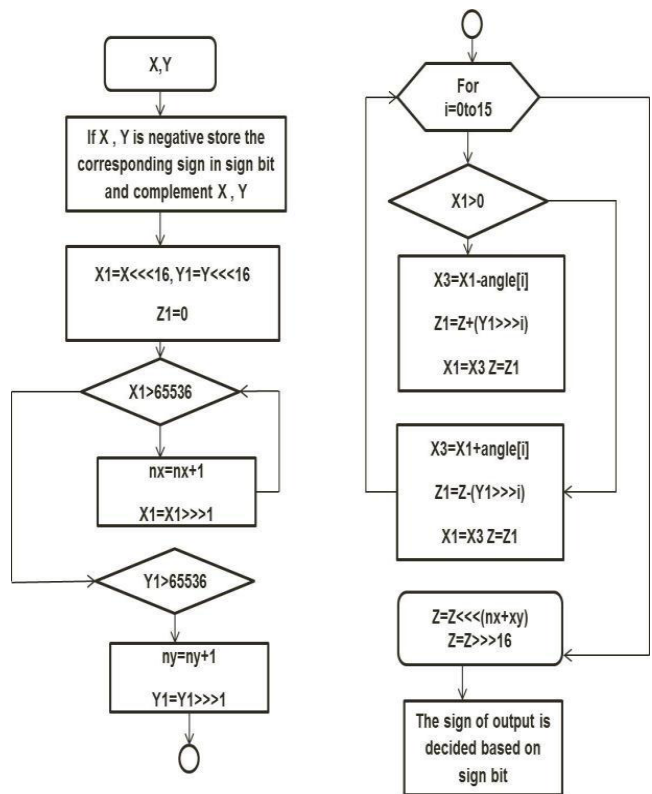 X,Y
If X , Y is negative store the
corresponding sign in sign bit
and complement X , Y
X1=X<<<16, Y1=Y<<<16
Z1=0
X1>65536
nx=nx+1
X1=X1>>>1
Y1>65536
ny=ny+1
Y1=Y1>>>1
For
i=0to15
X1>0
X3=X1-angle[i]
Z1=Z+(Y1>>>i)
X1=X3 Z=Z1
X3=X1+angle[i]
Z1=Z-(Y1>>>i)
X1=X3 Z=Z1
Z=Z<<<(nx+xy)
Z=Z>>>16
The sign of output is
decided based on
sign bit